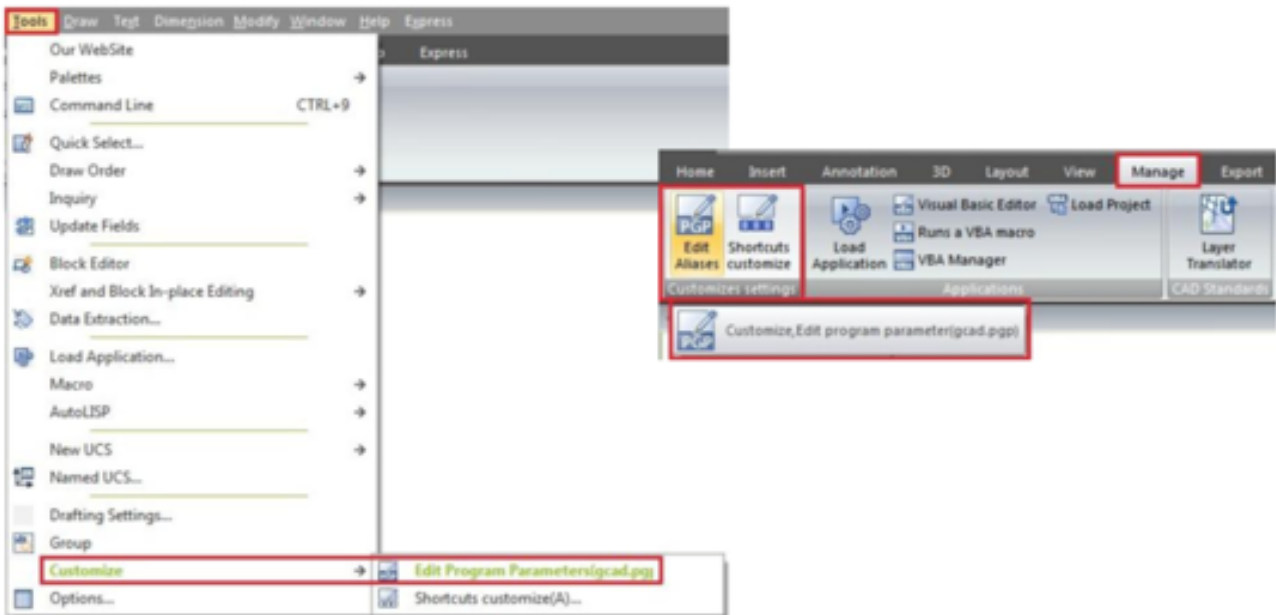 Tools Draw Text Dimension Modify Window Help Express
Our WebSite
Express
Palettes
Command Line CTRL+9
Quick Select...
Draw Order
Inquiry
Update Fields
Block Editor
Xref and Block In-place Editing
Data Extraction...
Load Application...
Macro
AutoLISP
New UCS
Named UCS...
Drafting Settings...
Group
Customize
Edit Program Parameters(gcad.pg
Options...
Shortcuts customize(A)...
Home Insert Annotation 3D Layout View Manage Export
PGP
Edit
Aliases
Shortcuts
customize
Load
Application
Visual Basic Editor
Load Project
Runs a VBA macro
VBA Manager
Layer
Translator
Customizes settings
Applications
CAD Standards
PGP
Customize,Edit program parameter(gcad.pgp)